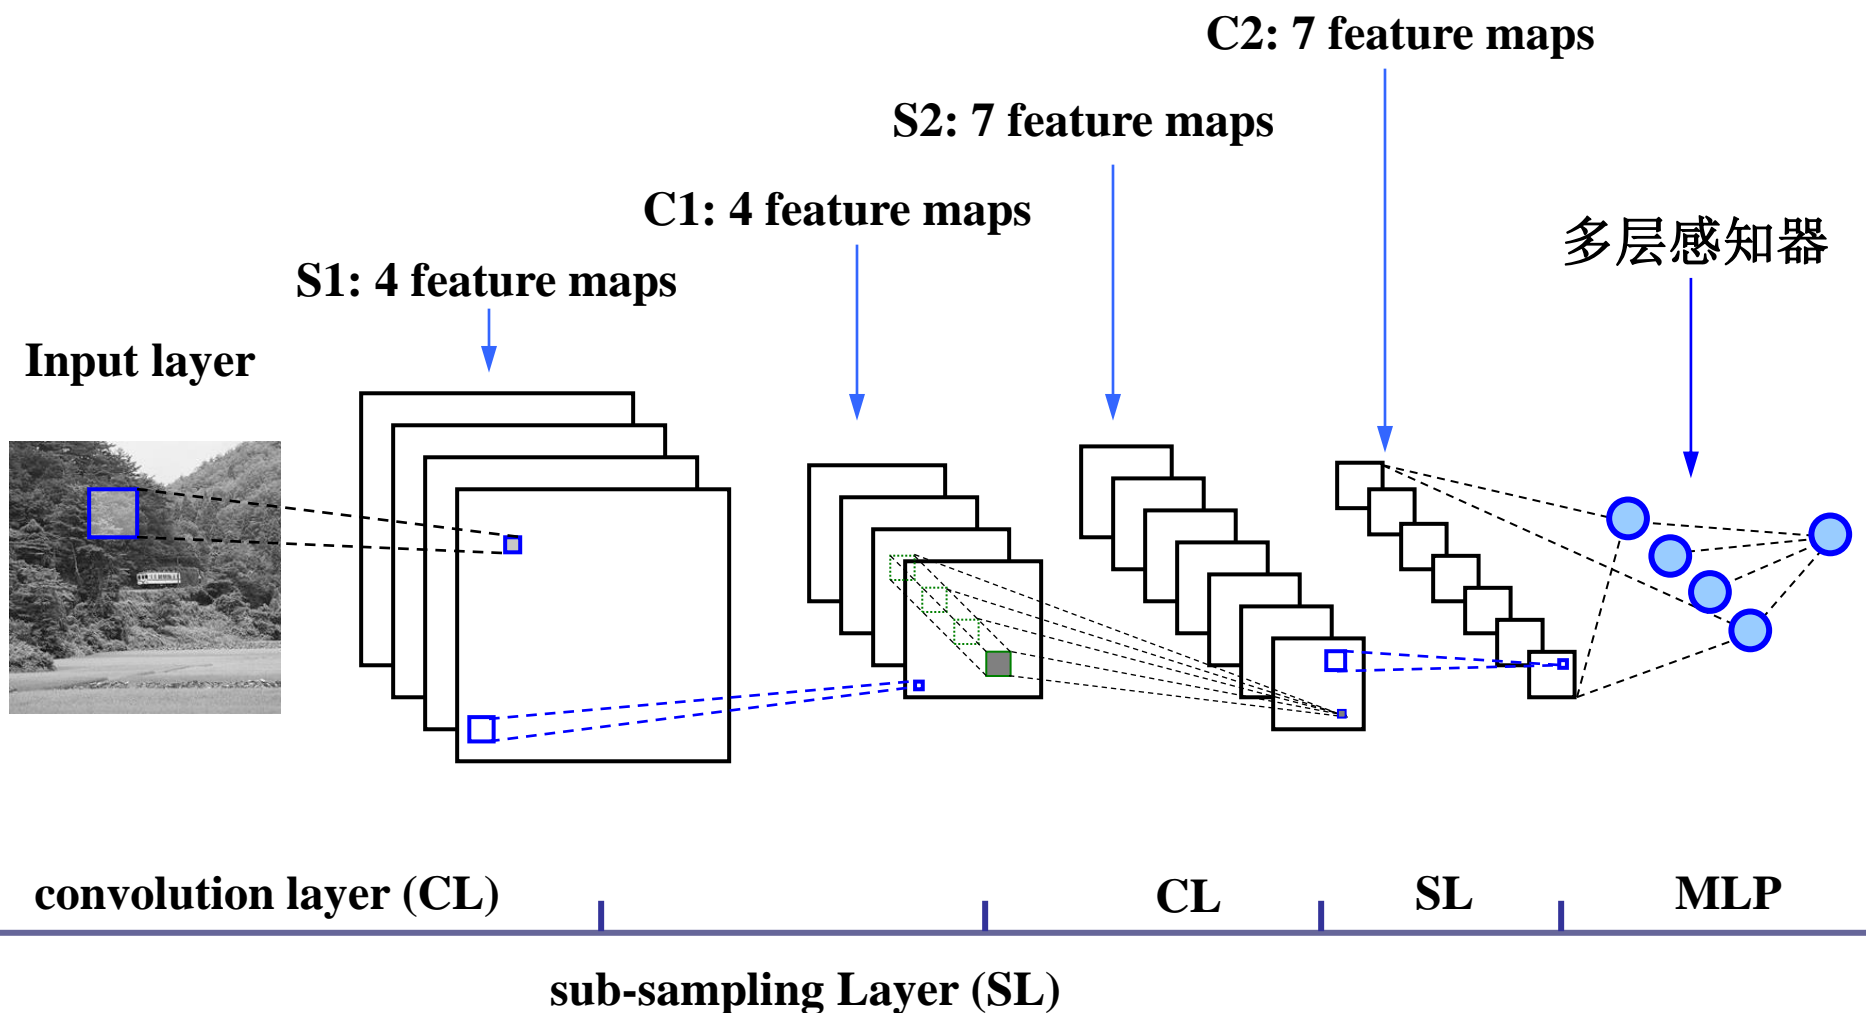 C2: 7 feature maps
S2: 7 feature maps
C1: 4 feature maps
多层感知器
S1: 4 feature maps
Input layer
convolution layer (CL)
CL
SL
MLP
sub-sampling Layer (SL)